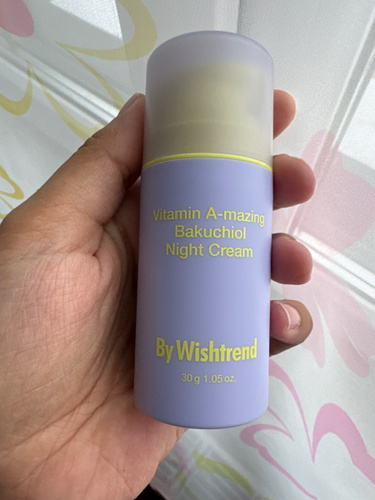 Vitamin A-mazing
Bakuchiol
Night Cream
By Wishtrend
30 g 1.05 oz.